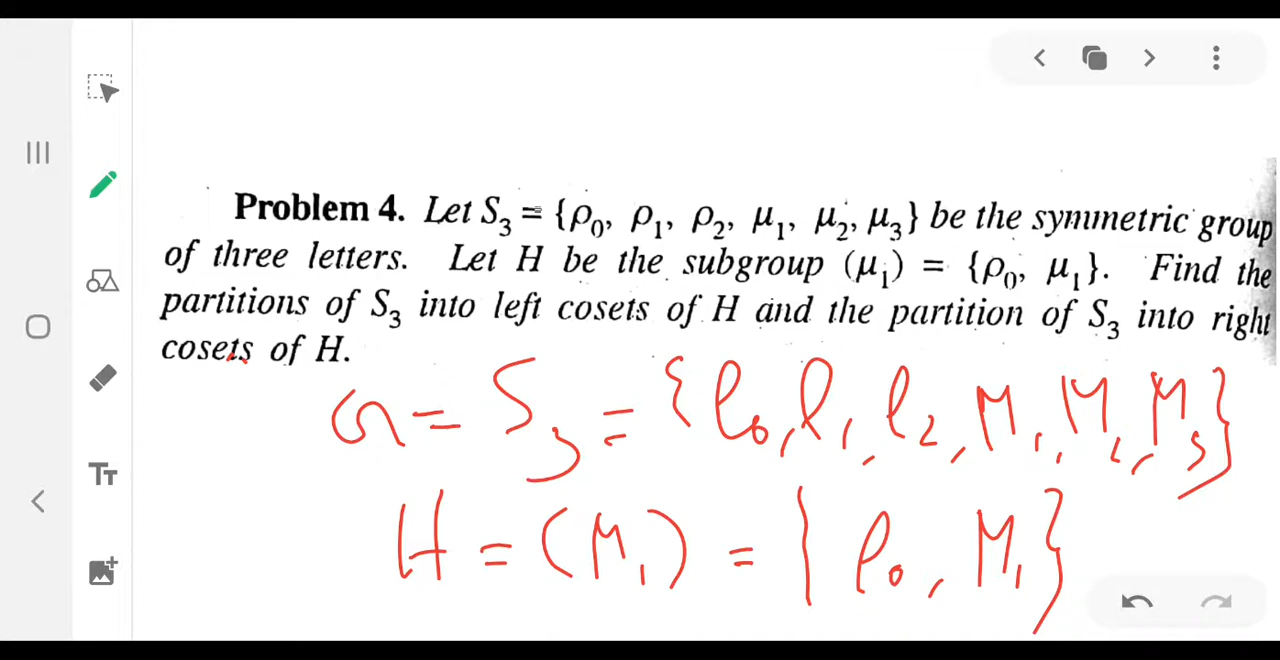 Problem 4. Let S₃ = {ρ₀, ρ₁, ρ₂, μ₁, μ₂, μ₃} be the symmetric group
of three letters. Let H be the subgroup (μ₁) = {ρ₀, μ₁}. Find the
partitions of S₃ into left cosets of H and the partition of S₃ into right
cosets of H.
G = S₃ = {ρ₀, ρ₁, ρ₂, μ₁, μ₂, μ₃}
H = (μ₁) = {ρ₀, μ₁}
TT